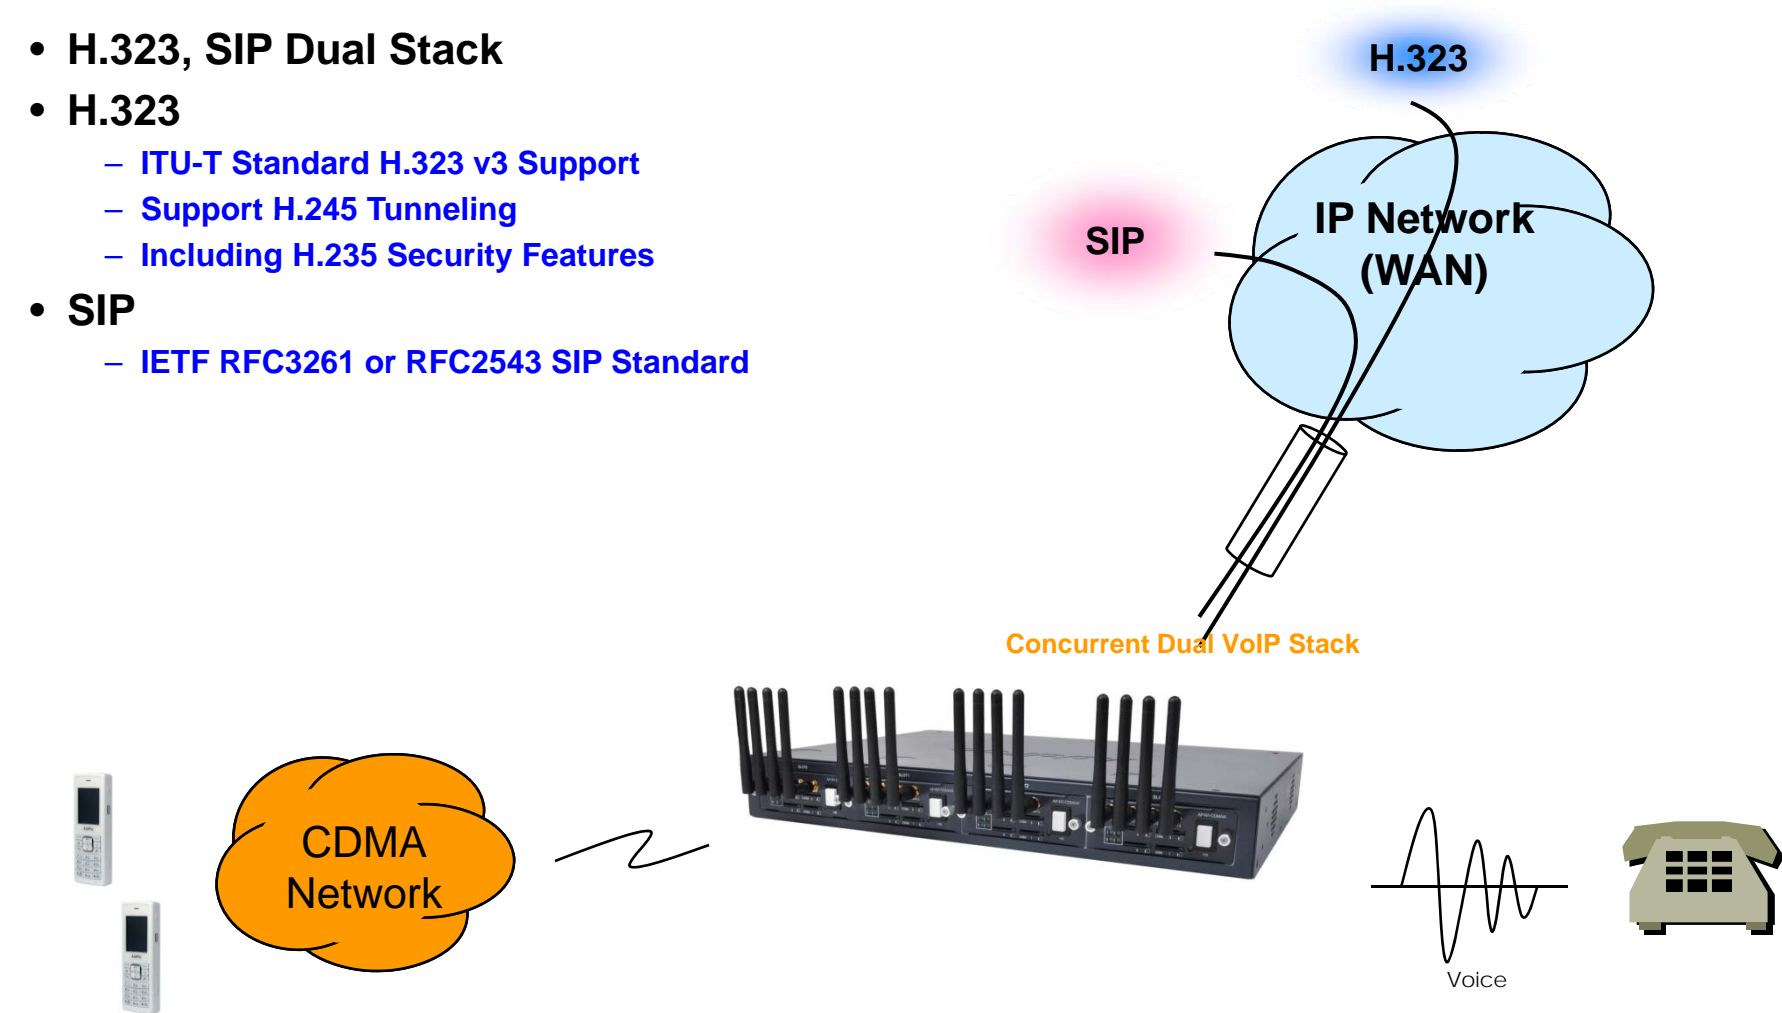 • H.323, SIP Dual Stack
• H.323
– ITU-T Standard H.323 v3 Support
– Support H.245 Tunneling
– Including H.235 Security Features
• SIP
– IETF RFC3261 or RFC2543 SIP Standard
H.323
SIP
IP Network
(WAN)
Concurrent Dual VoIP Stack
CDMA
Network
Voice